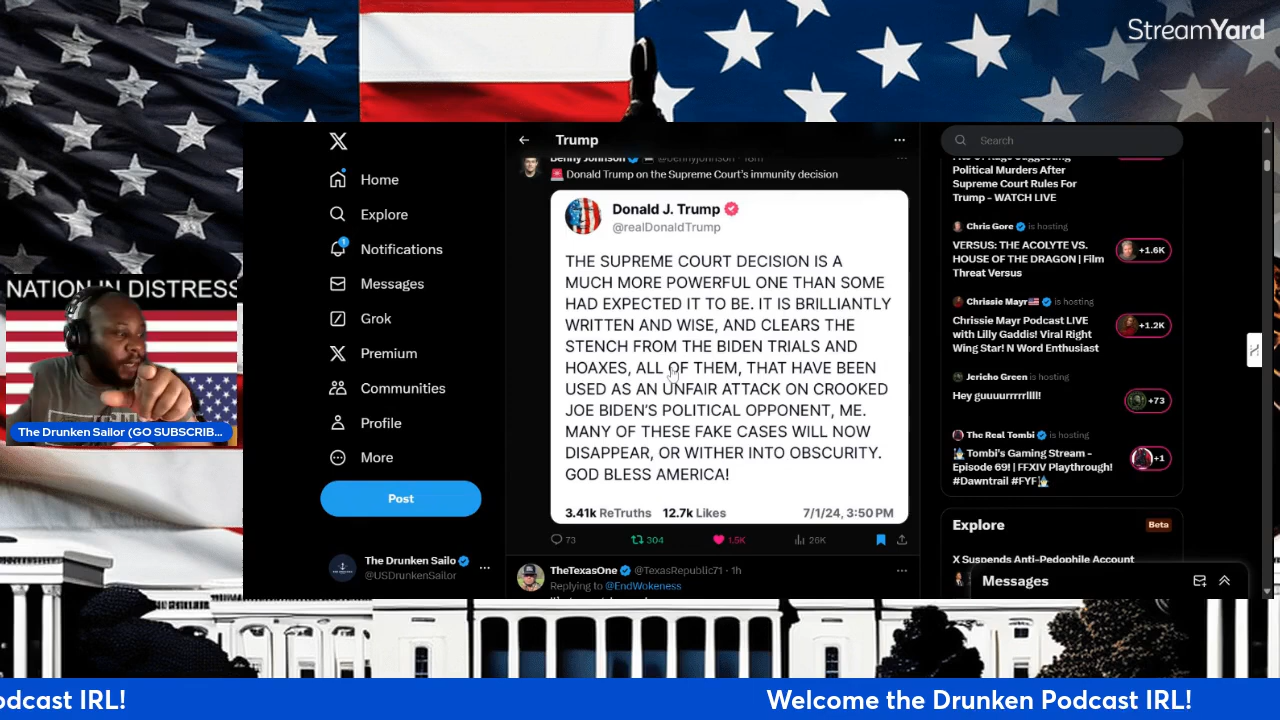 StreamYard
Home
Explore
Notifications
1
Messages
Grok
Premium
Communities
Profile
More
Post
The Drunken Sailo
@USDrunkenSailor
Trump
Benny Johnson @bennyjohnson · 18m
Donald Trump on the Supreme Court's immunity decision
Donald J. Trump
@realDonaldTrump
THE SUPREME COURT DECISION IS A
MUCH MORE POWERFUL ONE THAN SOME
HAD EXPECTED IT TO BE. IT IS BRILLIANTLY
WRITTEN AND WISE, AND CLEARS THE
STENCH FROM THE BIDEN TRIALS AND
HOAXES, ALL OF THEM, THAT HAVE BEEN
USED AS AN UNFAIR ATTACK ON CROOKED
JOE BIDEN'S POLITICAL OPPONENT, ME.
MANY OF THESE FAKE CASES WILL NOW
DISAPPEAR, OR WITHER INTO OBSCURITY.
GOD BLESS AMERICA!
3.41k ReTruths 12.7k Likes 7/1/24, 3:50 PM
73 304 1.5K 26K
TheTexasOne @TexasRepublic71 · 1h
Replying to @EndWokeness
Search
Political Murders After
Supreme Court Rules For
Trump - WATCH LIVE
Chris Gore is hosting
VERSUS: THE ACOLYTE VS.
HOUSE OF THE DRAGON | Film
Threat Versus
+1.6K
Chrissie Mayr is hosting
Chrissie Mayr Podcast LIVE
with Lilly Gaddis! Viral Right
Wing Star! N Word Enthusiast
+1.2K
Jericho Green is hosting
Hey guuuurrrrrllll!
+73
The Real Tombi is hosting
Tombi's Gaming Stream -
Episode 69! | FFXIV Playthrough!
#Dawntrail #FYF
+1
Explore
Beta
X Suspends Anti-Pedophile Account
Messages
NATION IN DISTRESS
The Drunken Sailor (GO SUBSCRIB...
odcast IRL!
Welcome the Drunken Podcast IRL!